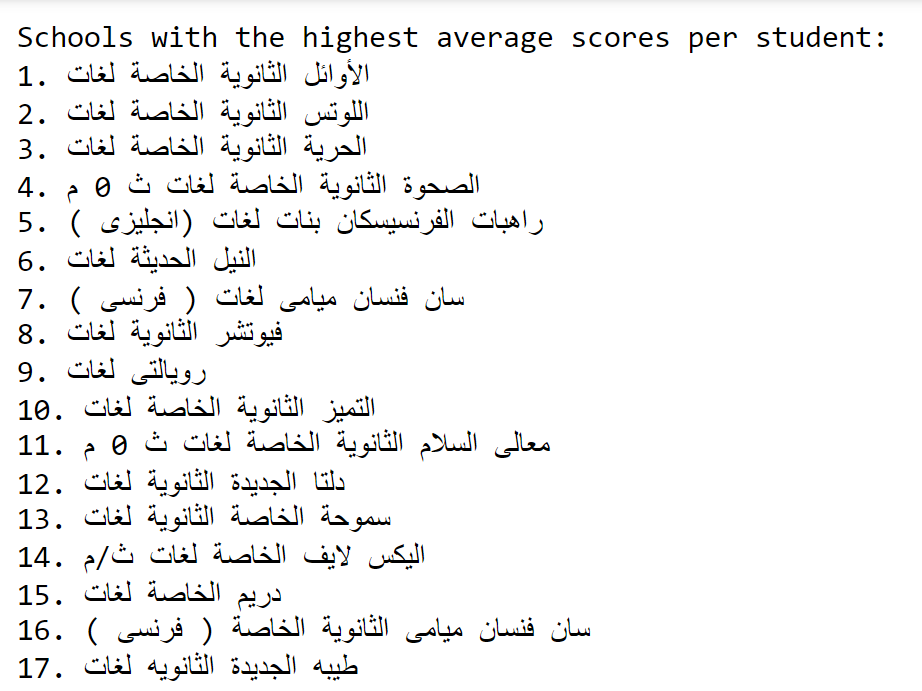 Schools with the highest average scores per student:
1. الأوائل الثانوية الخاصة لغات
2. اللوتس الثانوية الخاصة لغات
3. الحرية الثانوية الخاصة لغات
4. الصحوة الثانوية الخاصة لغات ث 0 م
5. راهبات الفرنسيسكان بنات لغات (انجليزى )
6. النيل الحديثة لغات
7. سان فنسان ميامى لغات ( فرنسى )
8. فيوتشر الثانوية لغات
9. رويالتى لغات
10. التميز الثانوية الخاصة لغات
11. معالى السلام الثانوية الخاصة لغات ث 0 م
12. دلتا الجديدة الثانوية لغات
13. سموحة الخاصة الثانوية لغات
14. اليكس لايف الخاصة لغات ث/م
15. دريم الخاصة لغات
16. سان فنسان ميامى الثانوية الخاصة ( فرنسى )
17. طيبه الجديدة الثانويه لغات